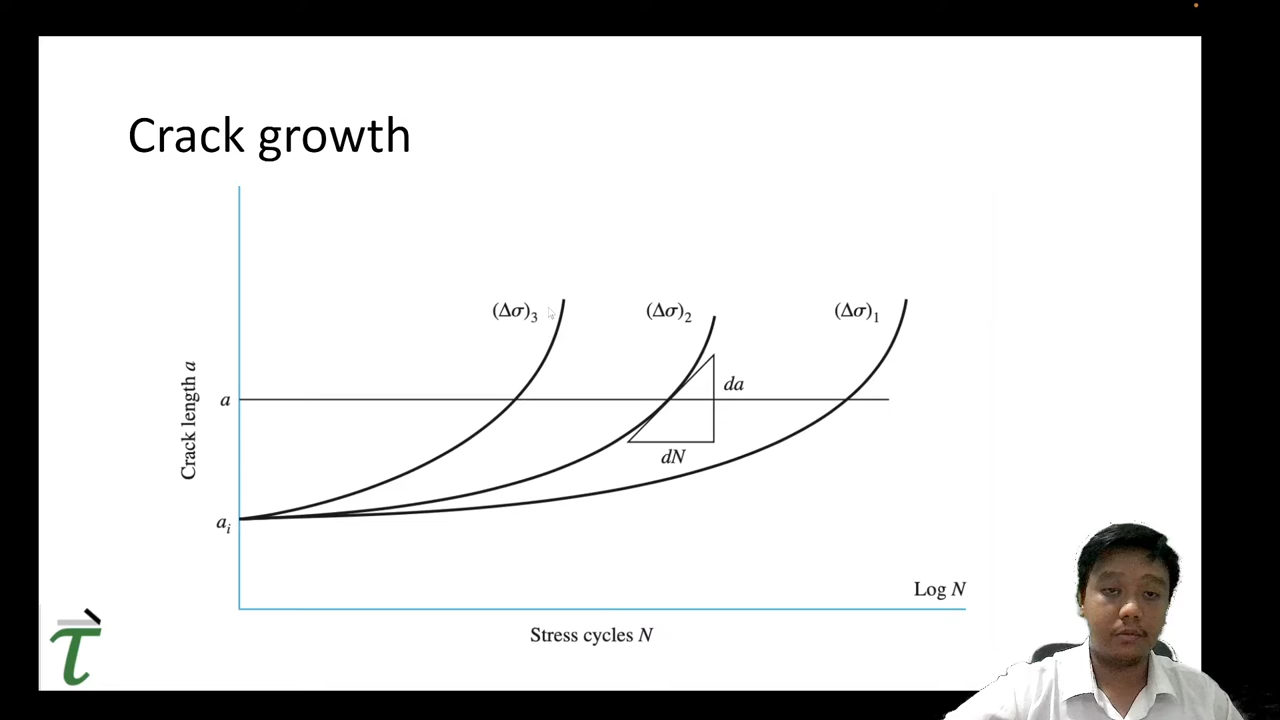 Crack growth
(Δσ)₃
(Δσ)₂
(Δσ)₁
Crack length a
a
da
dN
aᵢ
Log N
Stress cycles N
τ